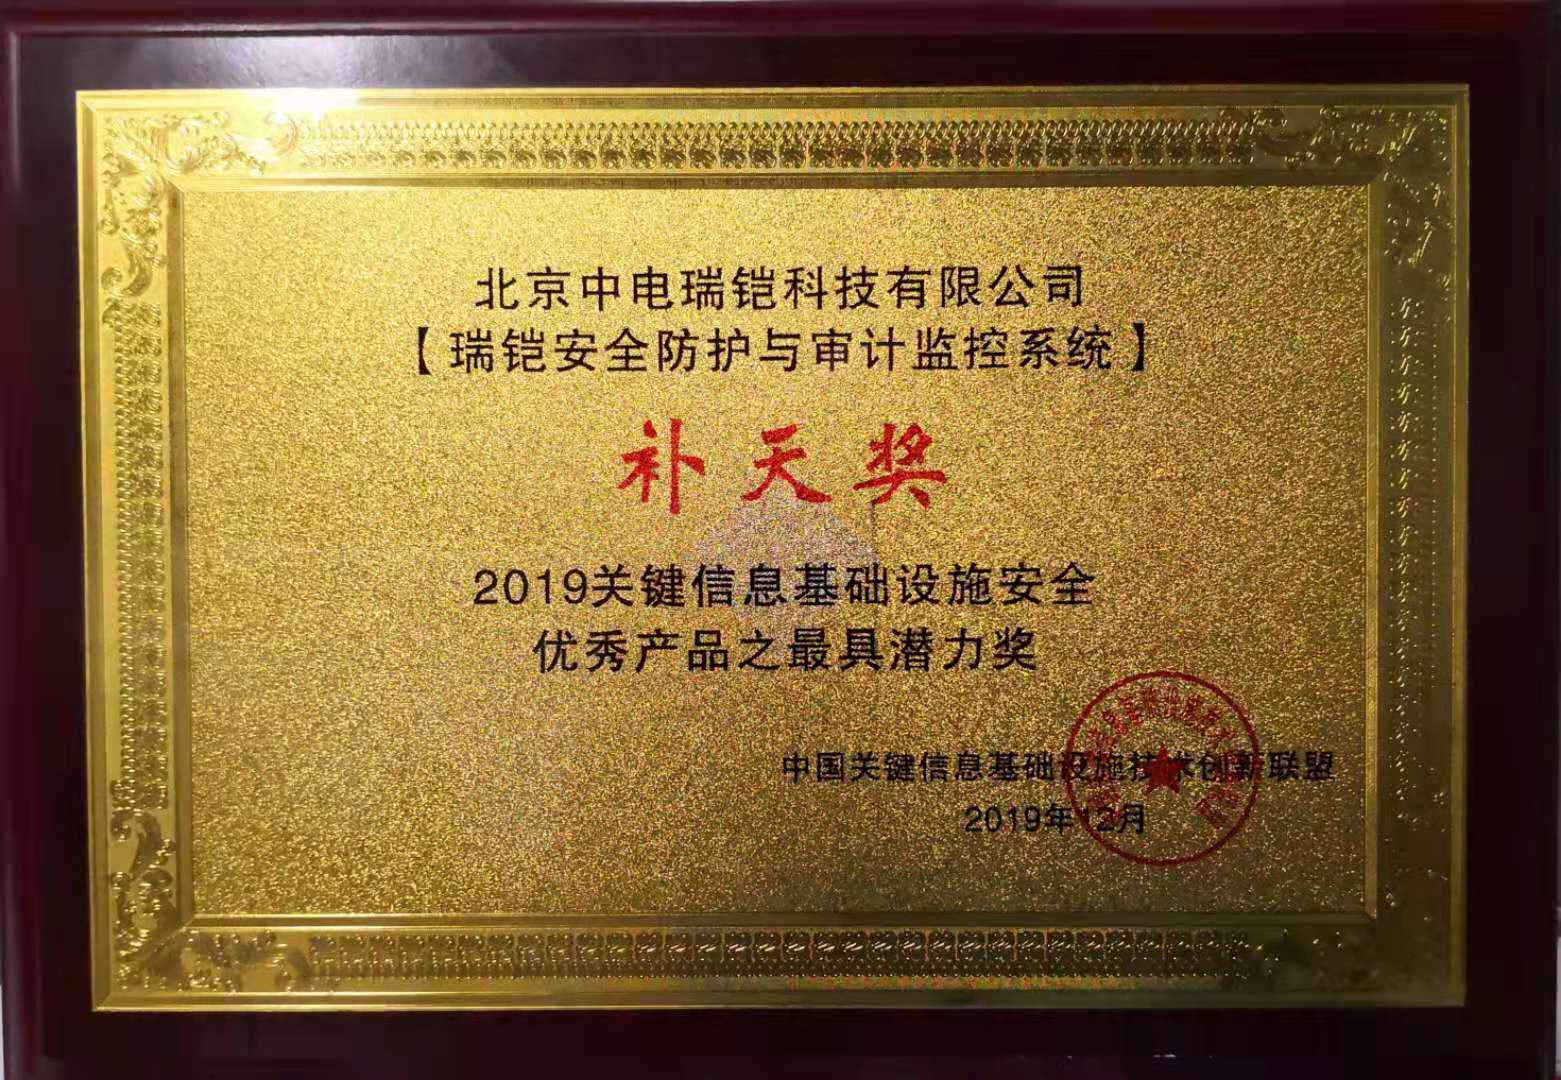 北京中电瑞铠科技有限公司
【瑞铠安全防护与审计监控系统】
补天奖
2019关键信息基础设施安全
优秀产品之最具潜力奖
中国关键信息基础设施技术创新联盟
2019年12月